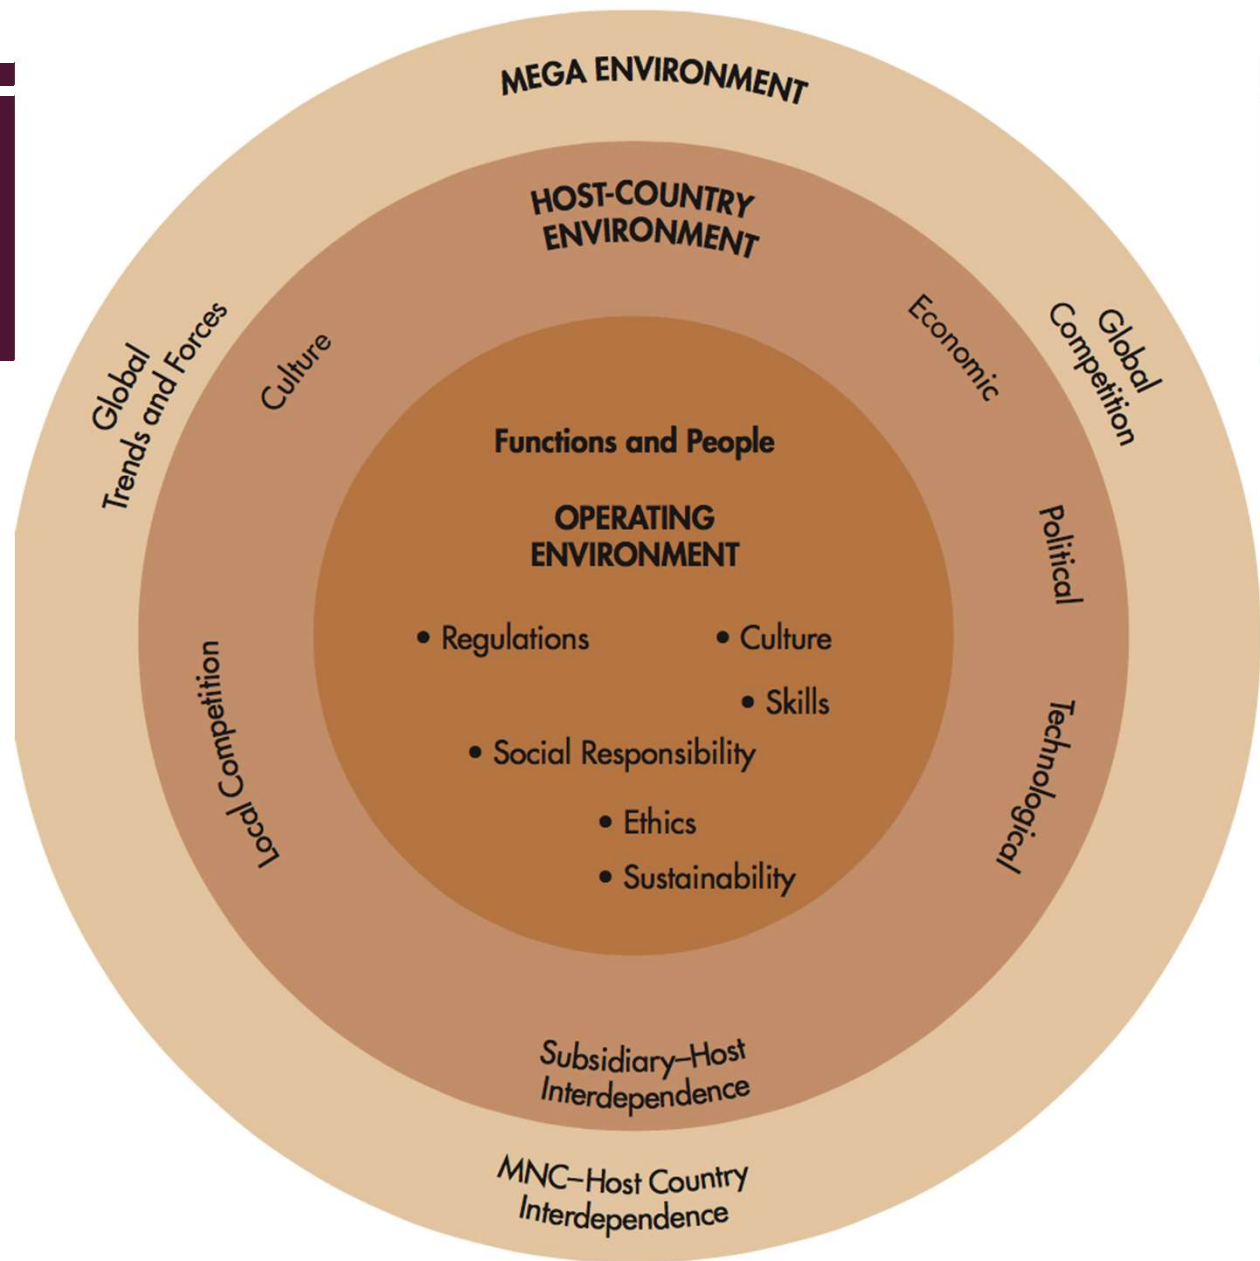 MEGA ENVIRONMENT
HOST-COUNTRY
ENVIRONMENT
Global
Trends and Forces
Culture
Economic
Global
Competition
Functions and People
OPERATING
ENVIRONMENT
Political
• Regulations
• Culture
• Skills
Local Competition
• Social Responsibility
Technological
• Ethics
• Sustainability
Subsidiary–Host
Interdependence
MNC–Host Country
Interdependence